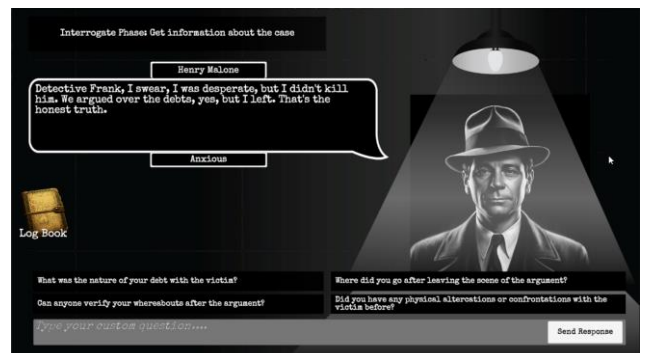 Interrogate Phase: Get information about the case
Henry Malone
Detective Frank, I swear, I was desperate, but I didn't kill
him. We argued over the debts, yes, but I left. That's the
honest truth.
Anxious
Log Book
What was the nature of your debt with the victim?
Where did you go after leaving the scene of the argument?
Can anyone verify your whereabouts after the argument?
Did you have any physical altercations or confrontations with the
victim before?
Type your custom question....
Send Response